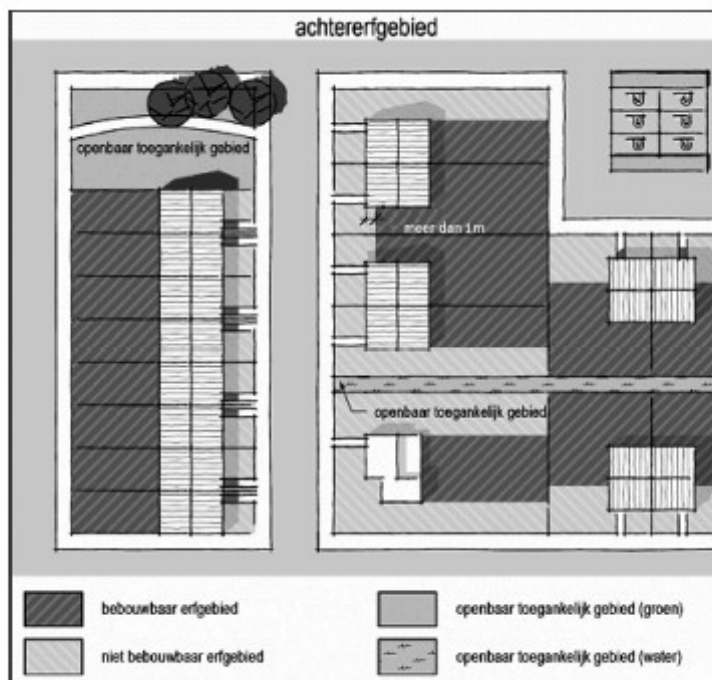 achtererfgebied
openbaar toegankelijk gebied
meer dan 1m
openbaar toegankelijk gebied
bebouwbaar erfgebied
openbaar toegankelijk gebied (groen)
niet bebouwbaar erfgebied
openbaar toegankelijk gebied (water)